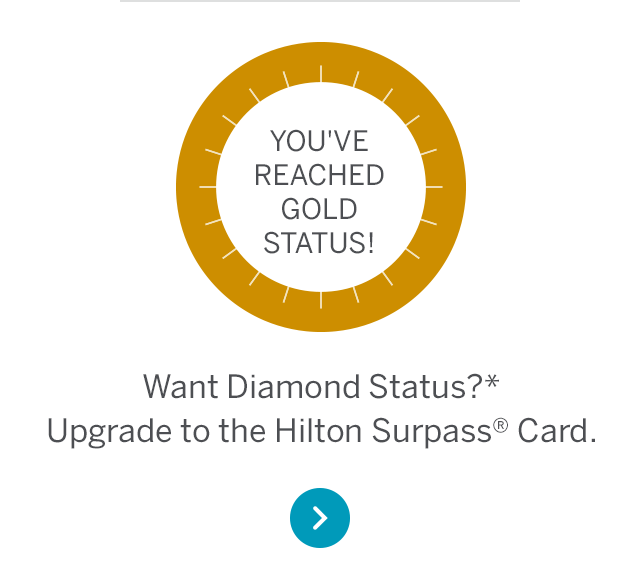 YOU'VE
REACHED
GOLD
STATUS!
Want Diamond Status?*
Upgrade to the Hilton Surpass® Card.